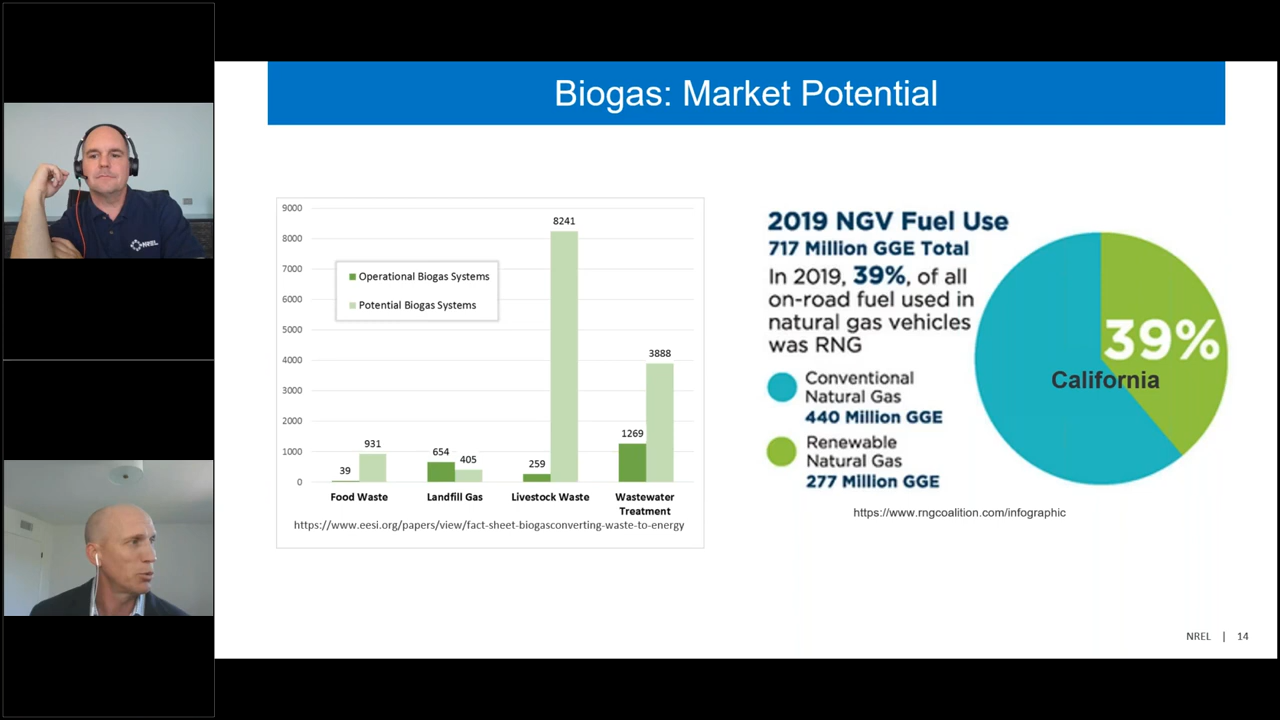 Biogas: Market Potential
NREL
9000
8000
7000
6000
5000
4000
3000
2000
1000
0
Operational Biogas Systems
Potential Biogas Systems
39
931
654
405
259
8241
1269
3888
Food Waste
Landfill Gas
Livestock Waste
Wastewater
Treatment
https://www.eesi.org/papers/view/fact-sheet-biogasconverting-waste-to-energy
2019 NGV Fuel Use
717 Million GGE Total
In 2019, 39%, of all
on-road fuel used in
natural gas vehicles
was RNG
Conventional
Natural Gas
440 Million GGE
Renewable
Natural Gas
277 Million GGE
39%
California
https://www.rngcoalition.com/infographic
NREL | 14